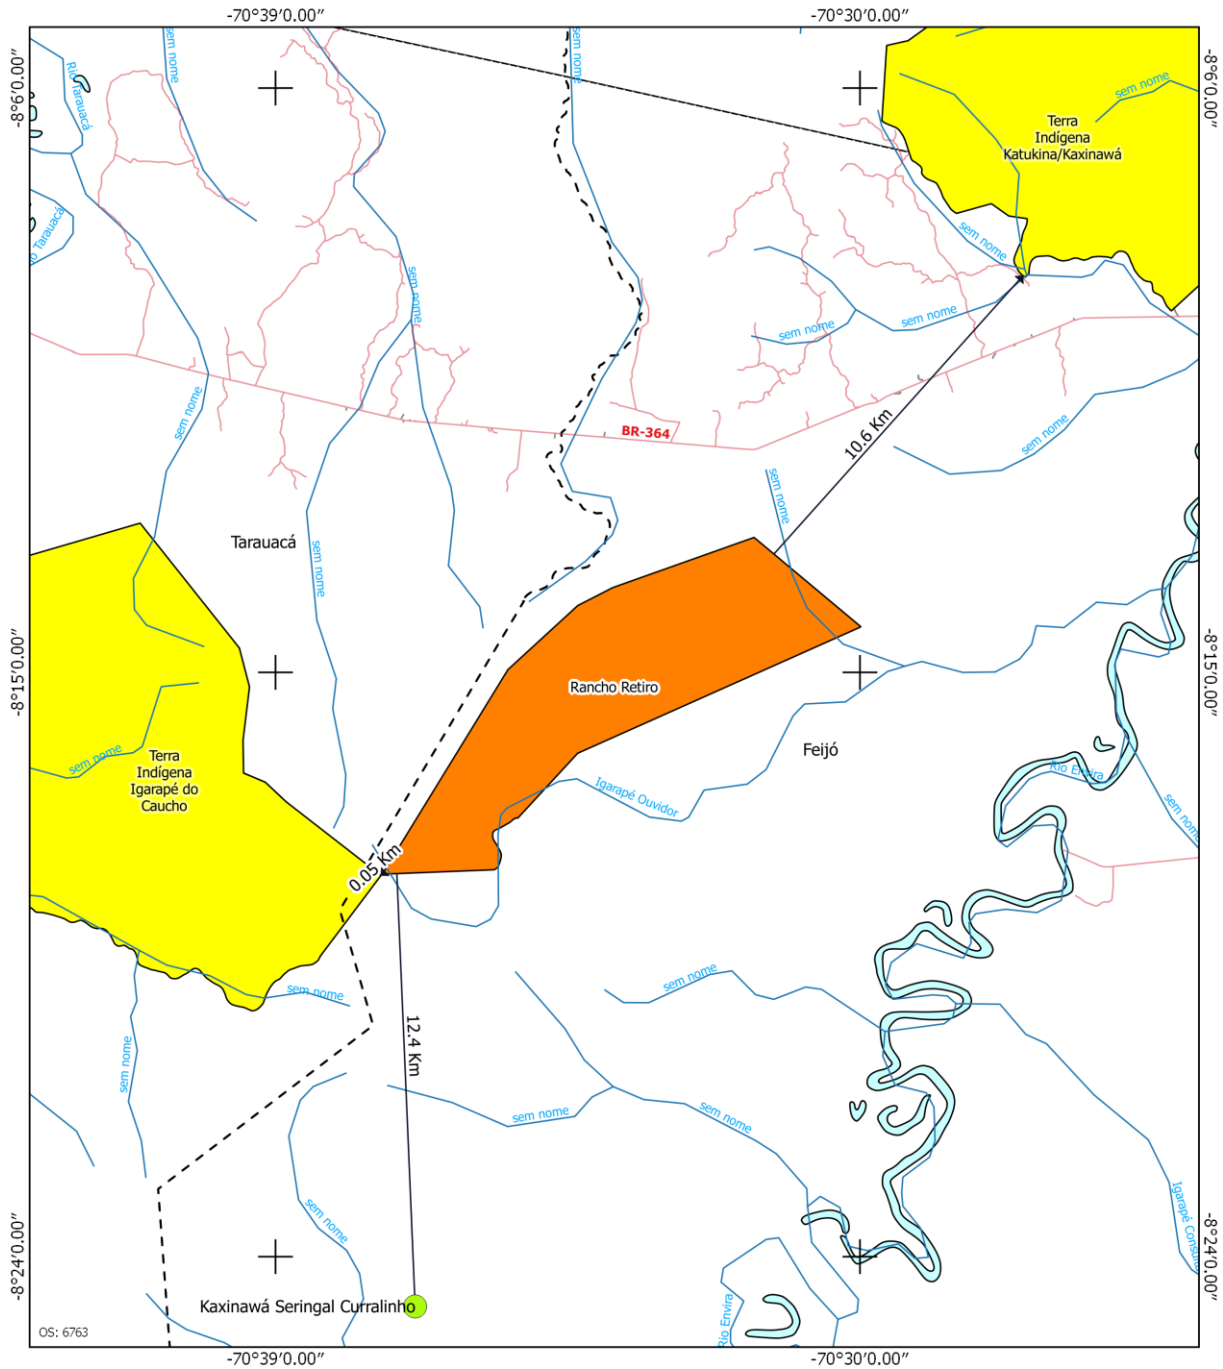 -70°39'0.00"
-70°30'0.00"
-8°6'0.00"
-8°6'0.00"
sem nome
sem nome
Rio Tarauacá
sem nome
Terra
Indígena
Katukina/Kaxinawá
o Tarauacá
sem nome
sem nome
sem nome
sem nome
sem nome
BR-364
10.6 Km
sem nome
sem nome
Tarauacá
sem nome
-8°15'0.00"
-8°15'0.00"
Rancho Retiro
Feijó
sem nome
Terra
Indígena
Igarapé do
Caucho
Igarapé Ouvidor
Rio Envira
sem nome
0.05 Km
sem nome
sem nome
12.4 Km
sem nome
sem nome
sem nome
sem nome
Igarapé Consul
-8°24'0.00"
-8°24'0.00"
Kaxinawá Seringal Curralinho
Rio Envira
OS: 6763
-70°39'0.00"
-70°30'0.00"